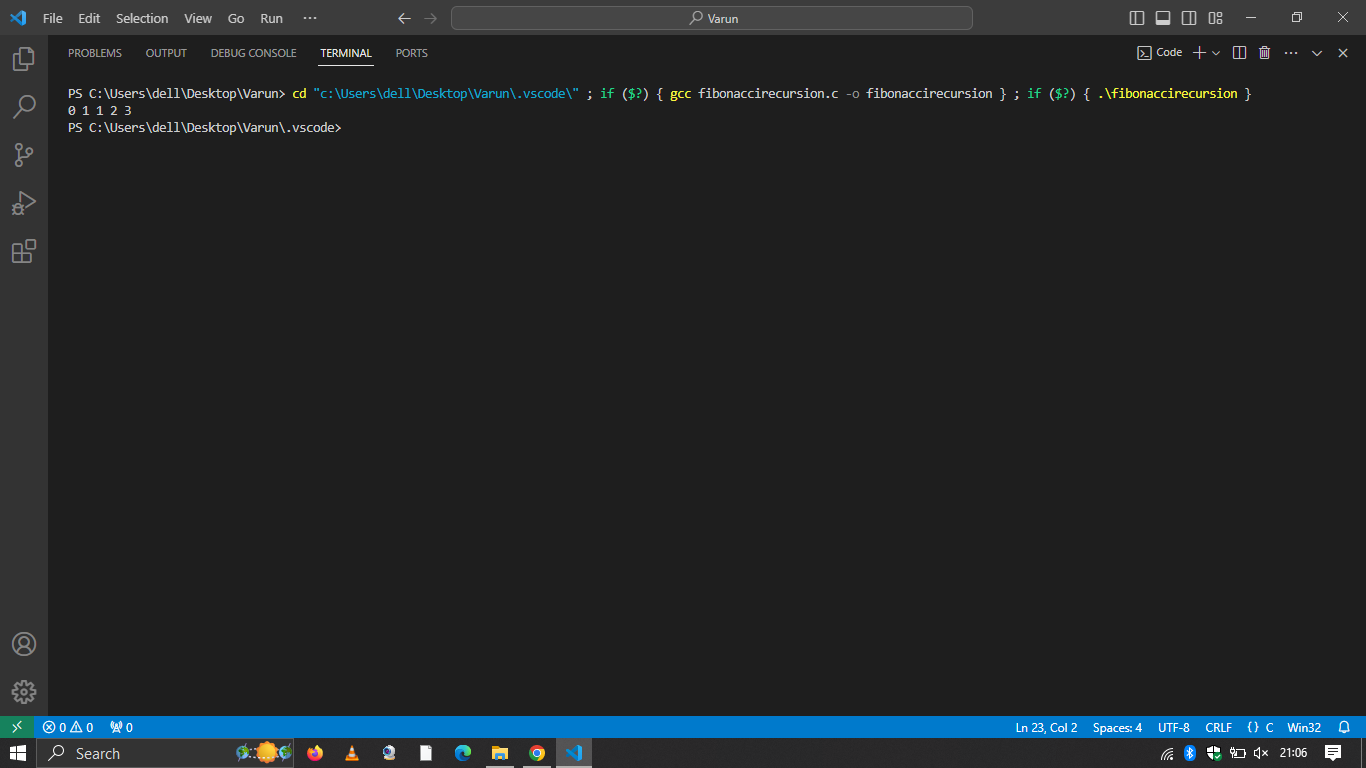 File Edit Selection View Go Run ···
Varun
PROBLEMS OUTPUT DEBUG CONSOLE TERMINAL PORTS
Code
PS C:\Users\dell\Desktop\Varun> cd "c:\Users\dell\Desktop\Varun\.vscode\" ; if ($?) { gcc fibonaccirecursion.c -o fibonaccirecursion } ; if ($?) { .\fibonaccirecursion }
0 1 1 2 3
PS C:\Users\dell\Desktop\Varun\.vscode>
0 0 0 Ln 23, Col 2 Spaces: 4 UTF-8 CRLF {} C Win32
Search 21:06